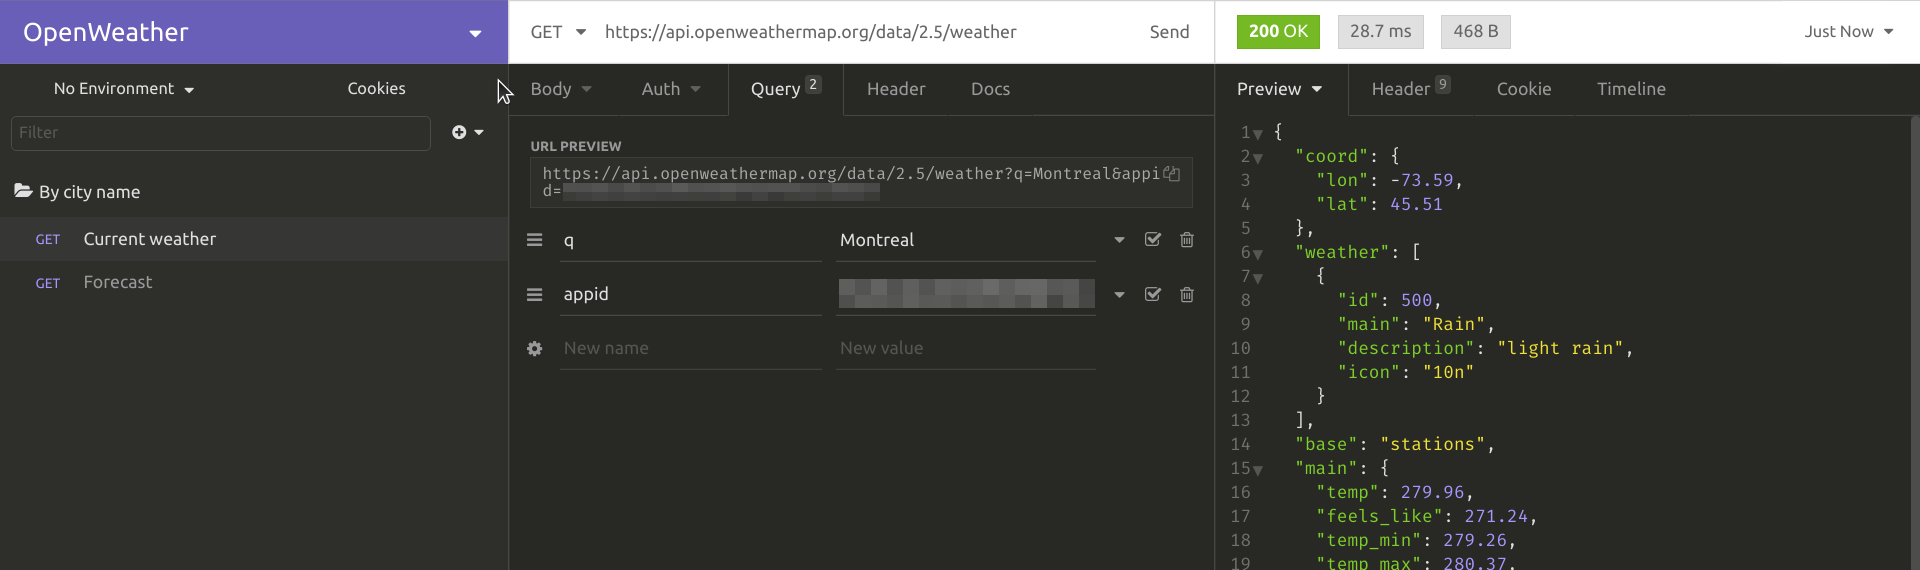 OpenWeather
No Environment
Cookies
Filter
By city name
GET Current weather
GET Forecast
GET https://api.openweathermap.org/data/2.5/weather Send
Body Auth Query 2 Header Docs
URL PREVIEW
https://api.openweathermap.org/data/2.5/weather?q=Montreal&appi
d=
q Montreal
appid
New name New value
200 OK 28.7 ms 468 B Just Now
Preview Header 9 Cookie Timeline
1 {
2 "coord": {
3 "lon": -73.59,
4 "lat": 45.51
5 },
6 "weather": [
7 {
8 "id": 500,
9 "main": "Rain",
10 "description": "light rain",
11 "icon": "10n"
12 }
13 ],
14 "base": "stations",
15 "main": {
16 "temp": 279.96,
17 "feels_like": 271.24,
18 "temp_min": 279.26,
19 "temp_max": 280.37,